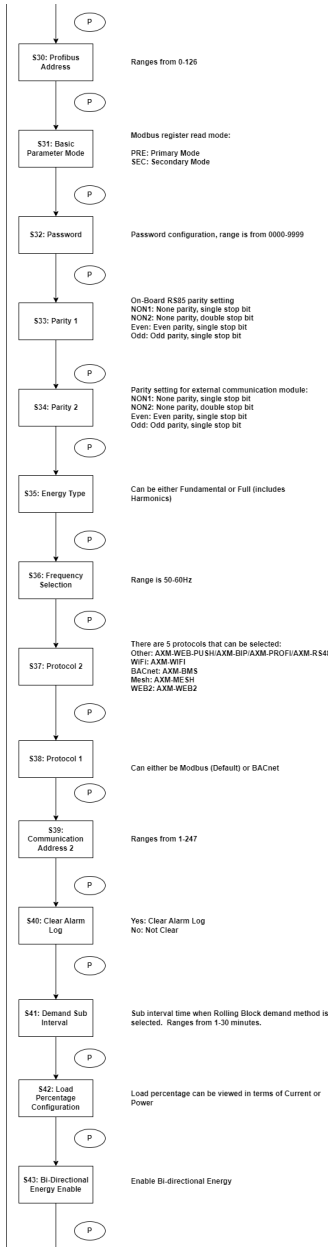 P
S30: Profibus
Address
Ranges from 0-126
P
S31: Basic
Parameter Mode
Modbus register read mode:
PRE: Primary Mode
SEC: Secondary Mode
P
S32: Password
Password configuration, range is from 0000-9999
P
S33: Parity 1
On-Board RS85 parity setting
NON1: None parity, single stop bit
NON2: None parity, double stop bit
Even: Even parity, single stop bit
Odd: Odd parity, single stop bit
P
S34: Parity 2
Parity setting for external communication module:
NON1: None parity, single stop bit
NON2: None parity, double stop bit
Even: Even parity, single stop bit
Odd: Odd parity, single stop bit
P
S35: Energy Type
Can be either Fundamental or Full (includes
Harmonics)
P
S36: Frequency
Selection
Range is 50-60Hz
P
S37: Protocol 2
There are 5 protocols that can be selected:
Other: AXM-WEB-PUSH/AXM-BIP/AXM-PROFI/AXM-RS48
WiFi: AXM-WIFI
BACnet: AXM-BMS
Mesh: AXM-MESH
WEB2: AXM-WEB2
P
S38: Protocol 1
Can either be Modbus (Default) or BACnet
P
S39:
Communication
Address 2
Ranges from 1-247
P
S40: Clear Alarm
Log
Yes: Clear Alarm Log
No: Not Clear
P
S41: Demand Sub
Interval
Sub interval time when Rolling Block demand method is
selected. Ranges from 1-30 minutes.
P
S42: Load
Percentage
Configuration
Load percentage can be viewed in terms of Current or
Power
P
S43: Bi-Directional
Energy Enable
Enable Bi-directional Energy
P